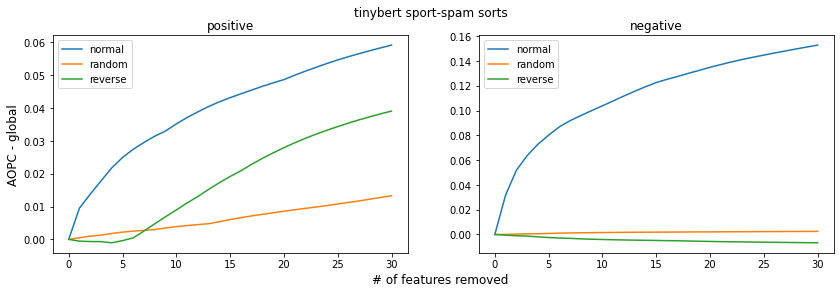 tinybert sport-spam sorts
positive
negative
AOPC - global
0.06
0.05
0.04
0.03
0.02
0.01
0.00
normal
random
reverse
0 5 10 15 20 25 30
0.16
0.14
0.12
0.10
0.08
0.06
0.04
0.02
0.00
normal
random
reverse
0 5 10 15 20 25 30
# of features removed